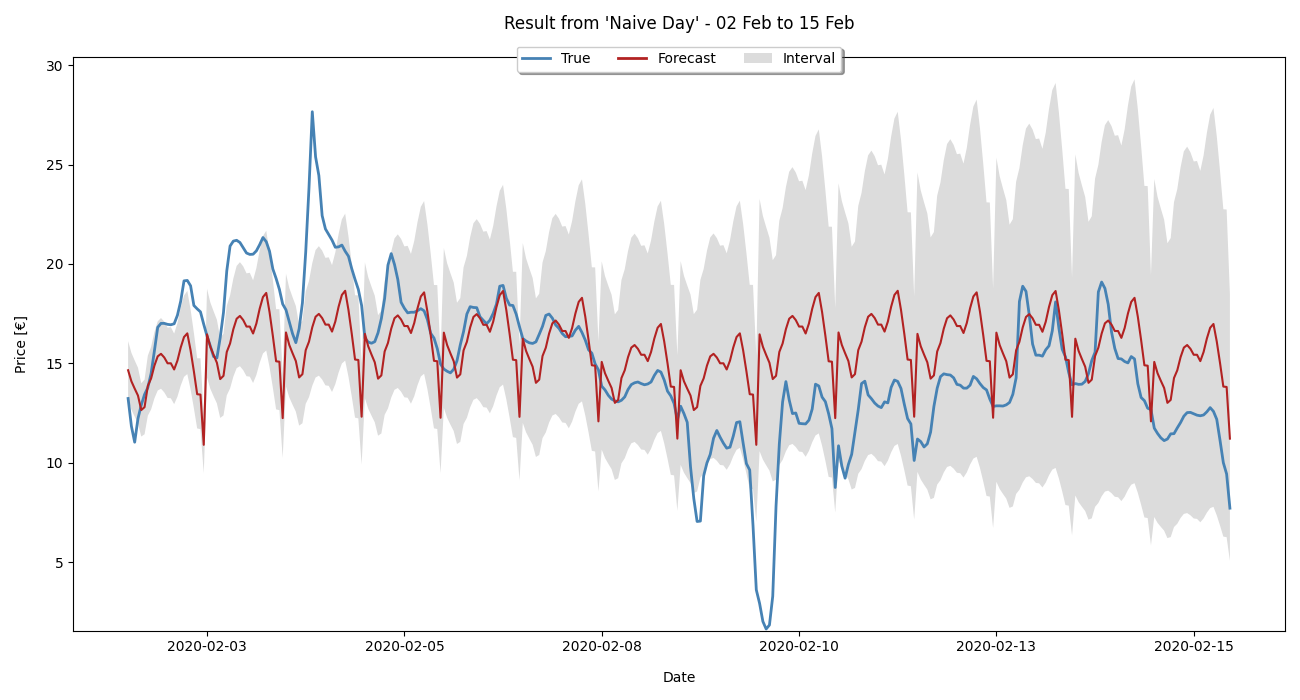 Result from 'Naive Day' - 02 Feb to 15 Feb
True Forecast Interval
30
25
20
15
10
5
Price [€]
2020-02-03 2020-02-05 2020-02-08 2020-02-10 2020-02-13 2020-02-15
Date